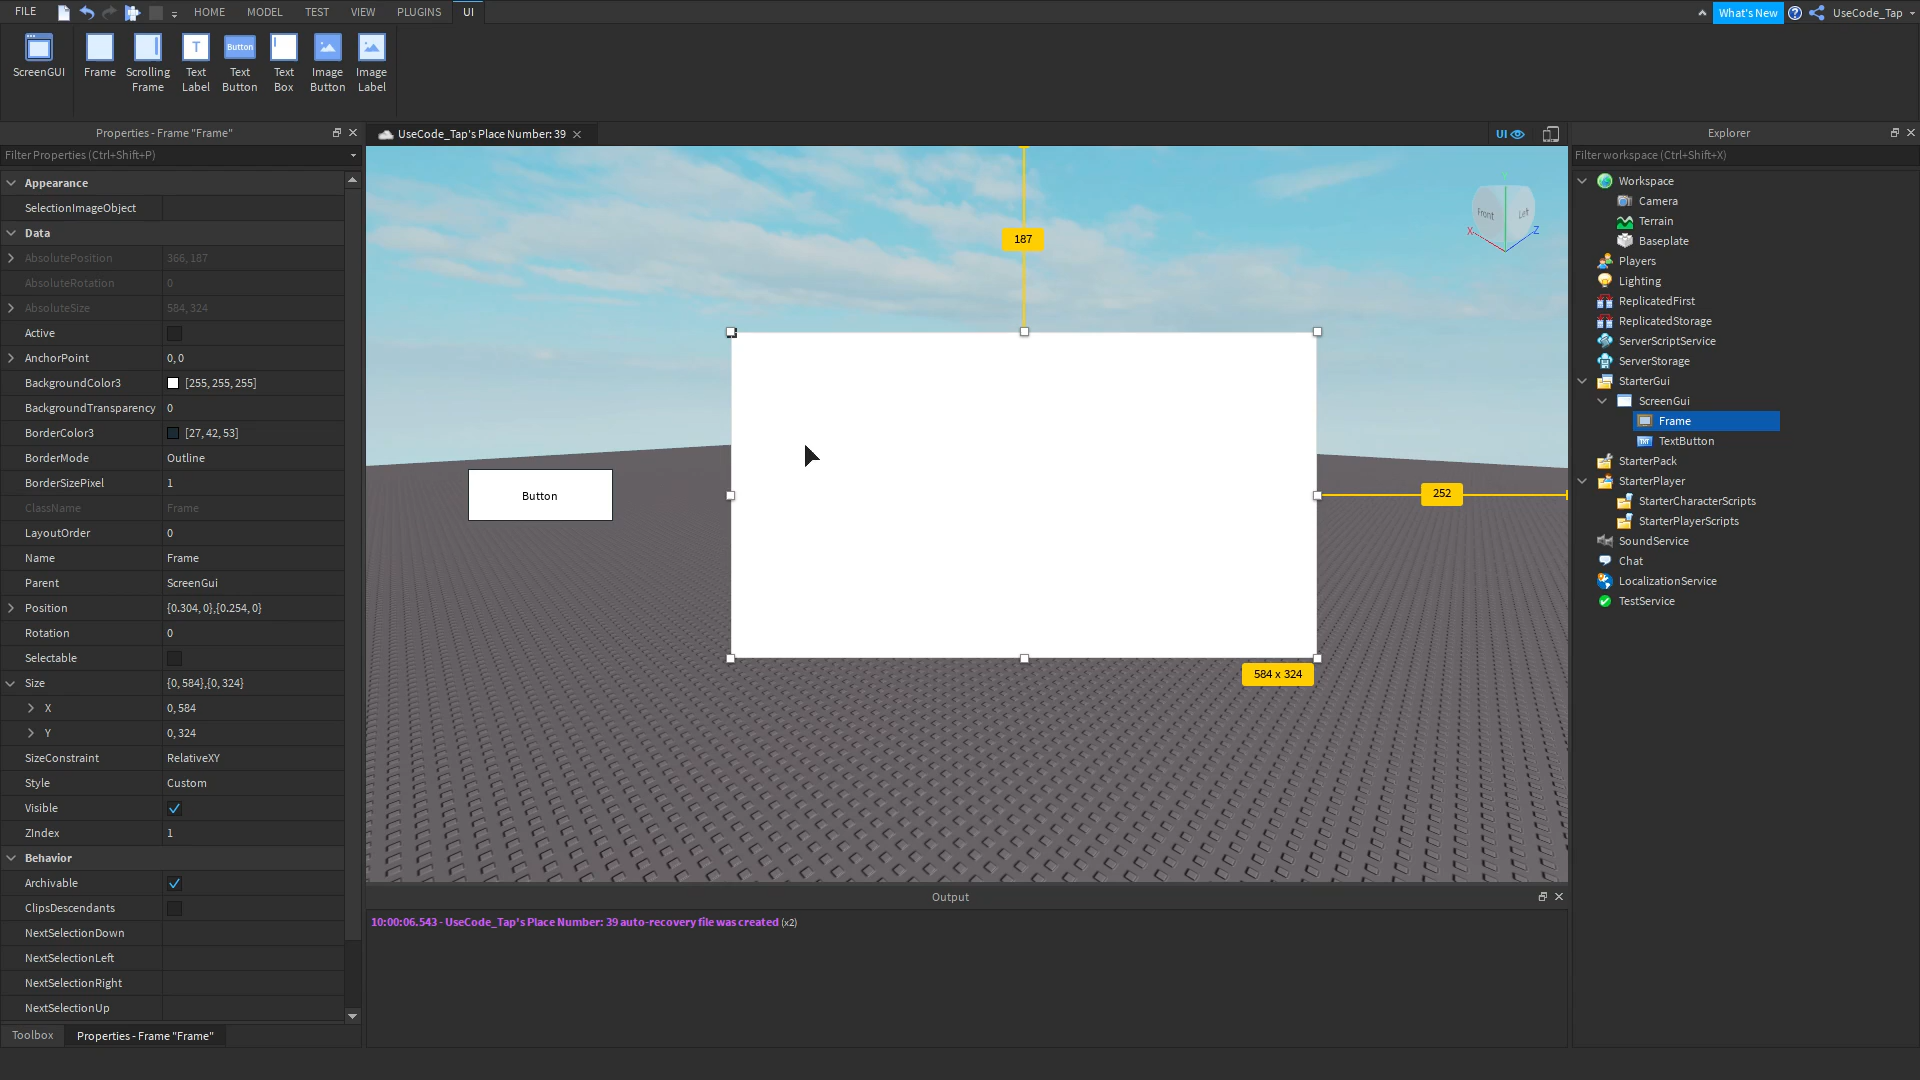 FILE
HOME
MODEL
TEST
VIEW
PLUGINS
UI
What's New
UseCode_Tap
ScreenGUI
Frame
Scrolling
Frame
T
Text
Label
Button
Text
Button
Text
Box
Image
Button
Image
Label
Properties - Frame "Frame"
Filter Properties (Ctrl+Shift+P)
Appearance
SelectionImageObject
Data
AbsolutePosition 366, 187
AbsoluteRotation 0
AbsoluteSize 584, 324
Active
AnchorPoint 0, 0
BackgroundColor3 [255, 255, 255]
BackgroundTransparency 0
BorderColor3 [27, 42, 53]
BorderMode Outline
BorderSizePixel 1
ClassName Frame
LayoutOrder 0
Name Frame
Parent ScreenGui
Position {0.304, 0},{0.254, 0}
Rotation 0
Selectable
Size {0, 584},{0, 324}
X 0, 584
Y 0, 324
SizeConstraint RelativeXY
Style Custom
Visible
ZIndex 1
Behavior
Archivable
ClipsDescendants
NextSelectionDown
NextSelectionLeft
NextSelectionRight
NextSelectionUp
Toolbox
Properties - Frame "Frame"
UseCode_Tap's Place Number: 39
UI
187
Front
Left
Y
X
Z
Button
252
584 x 324
Output
10:00:06.543 - UseCode_Tap's Place Number: 39 auto-recovery file was created (x2)
Explorer
Filter workspace (Ctrl+Shift+X)
Workspace
Camera
Terrain
Baseplate
Players
Lighting
ReplicatedFirst
ReplicatedStorage
ServerScriptService
ServerStorage
StarterGui
ScreenGui
Frame
TextButton
StarterPack
StarterPlayer
StarterCharacterScripts
StarterPlayerScripts
SoundService
Chat
LocalizationService
TestService